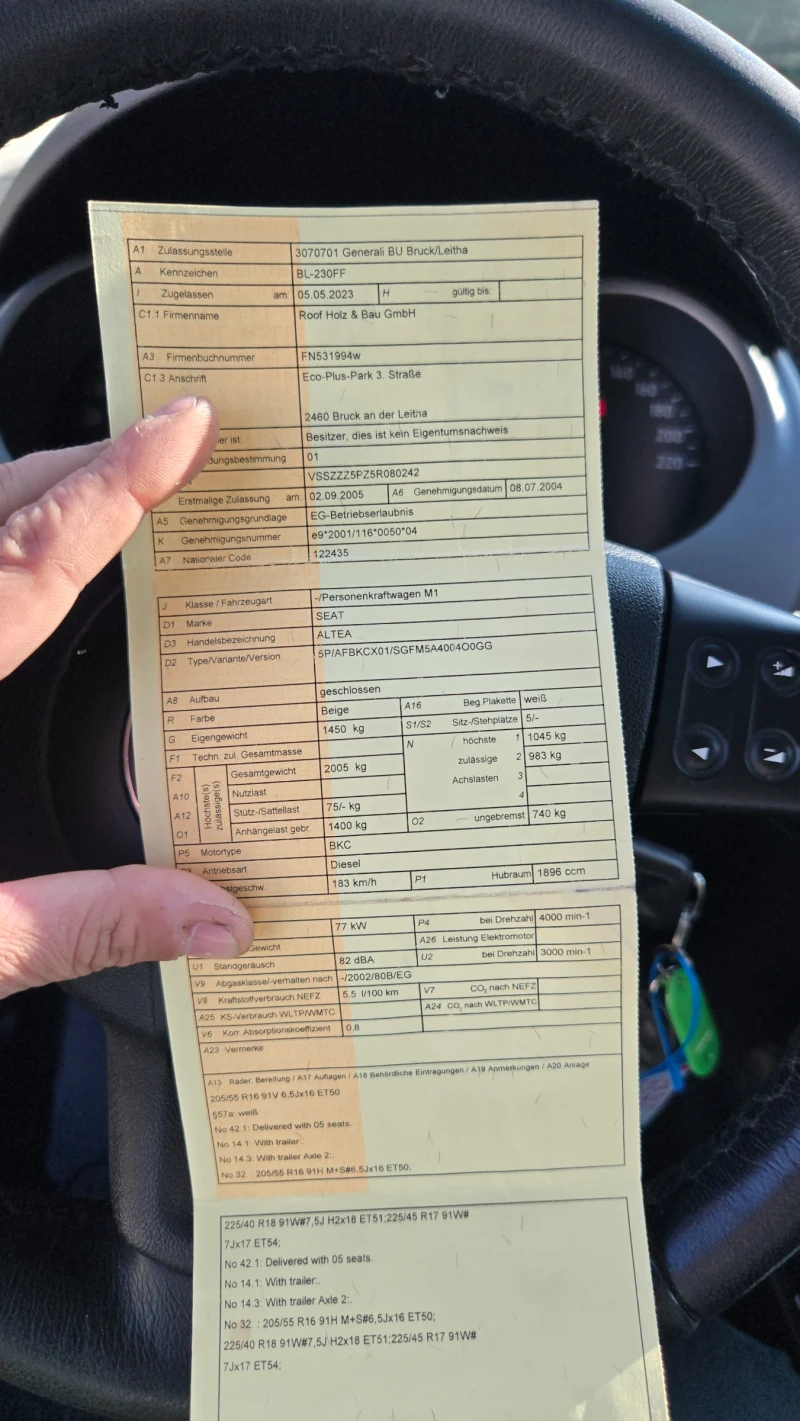 A1 Zulassungsstelle 3070701 Generali BU Bruck/Leitha
A Kennzeichen BL-230FF
I Zugelassen am 05.05.2023 H gültig bis:
C1.1 Firmenname Roof Holz & Bau GmbH
A3 Firmenbuchnummer FN531994w
C1.3 Anschrift Eco-Plus-Park 3. Straße
2460 Bruck an der Leitha
er ist: Besitzer, dies ist kein Eigentumsnachweis
ungsbestimmung 01
VSSZZZ5PZ5R080242
Erstmalige Zulassung am: 02.09.2005 A6 Genehmigungsdatum 08.07.2004
A5 Genehmigungsgrundlage EG-Betriebserlaubnis
K Genehmigungsnummer e9*2001/116*0050*04
A7 Nationaler Code 122435
J Klasse / Fahrzeugart -/Personenkraftwagen M1
D1 Marke SEAT
D3 Handelsbezeichnung ALTEA
D2 Type/Variante/Version 5P/AFBKCX01/SGFM5A4004O0GG
A8 Aufbau geschlossen
R Farbe Beige A16 Beg.Plakette weiß
G Eigengewicht 1450 kg S1/S2 Sitz-/Stehplätze 5/-
F1 Techn. zul. Gesamtmasse N höchste zulässige Achslasten 1 1045 kg
F2 Höchste(s) zulässige(s) Gesamtgewicht 2005 kg 2 983 kg
A10 Nutzlast 3
A12 Stütz-/Sattellast 75/- kg 4
O1 Anhängelast gebr. 1400 kg O2 ungebremst 740 kg
P5 Motortype BKC
Antriebsart Diesel
stgeschw. 183 km/h P1 Hubraum 1896 ccm
77 kW P4 bei Drehzahl 4000 min-1
Gewicht A26 Leistung Elektromotor
U1 Standgeräusch 82 dBA U2 bei Drehzahl 3000 min-1
V9 Abgasklasse/-verhalten nach -/2002/80B/EG
V8 Kraftstoffverbrauch NEFZ 5,5 l/100 km V7 CO₂ nach NEFZ
A25 KS-Verbrauch WLTP/WMTC A24 CO₂ nach WLTP/WMTC
V6 Korr. Absorptionskoeffizient 0,8
A23 Vermerke
A13 Räder, Bereifung / A17 Auflagen / A18 Behördliche Eintragungen / A19 Anmerkungen / A20 Anlage
205/55 R16 91V 6,5Jx16 ET50
§57a: weiß
No 42.1: Delivered with 05 seats.
No 14.1: With trailer:.
No 14.3: With trailer Axle 2:.
No 32. : 205/55 R16 91H M+S#6,5Jx16 ET50;
225/40 R18 91W#7,5J H2x18 ET51;225/45 R17 91W#
7Jx17 ET54;
No 42.1: Delivered with 05 seats.
No 14.1: With trailer:.
No 14.3: With trailer Axle 2:.
No 32. : 205/55 R16 91H M+S#6,5Jx16 ET50;
225/40 R18 91W#7,5J H2x18 ET51;225/45 R17 91W#
7Jx17 ET54;
140
160
180
200
220